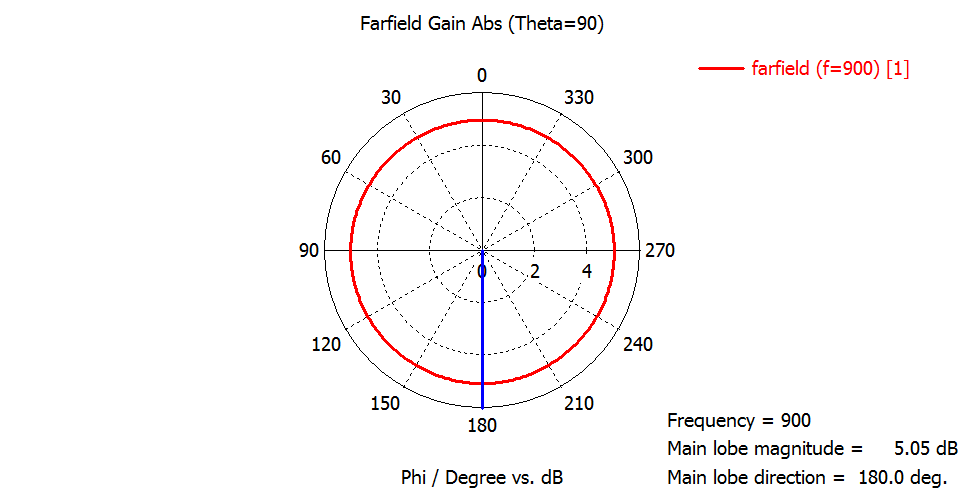 Farfield Gain Abs (Theta=90)
farfield (f=900) [1]
0
30
330
60
300
90
270
0 2 4
120
240
150
210
180
Frequency = 900
Main lobe magnitude = 5.05 dB
Phi / Degree vs. dB
Main lobe direction = 180.0 deg.